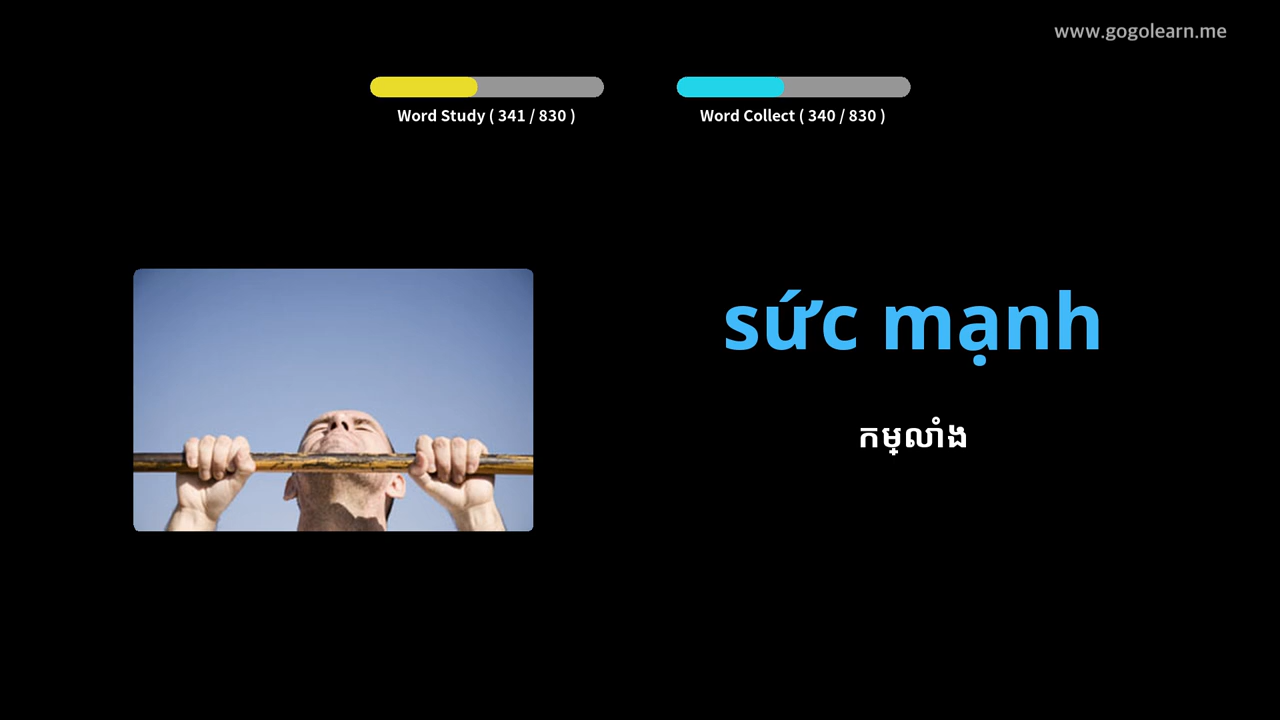 www.gogolearn.me
Word Study ( 341 / 830 )
Word Collect ( 340 / 830 )
sức mạnh
កម្លាំង